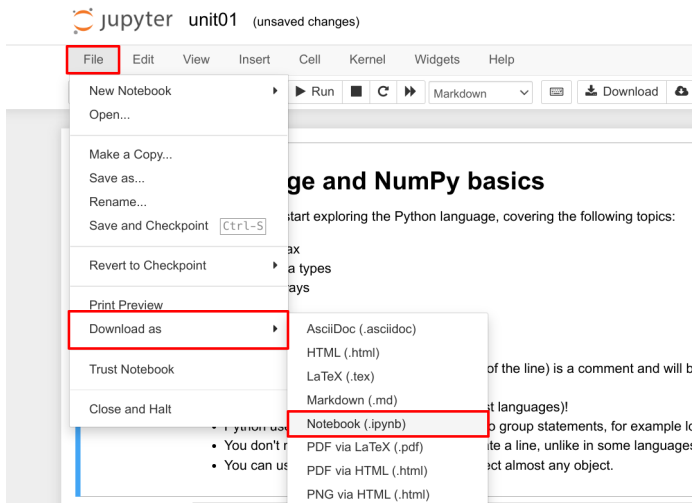 jupyter unit01 (unsaved changes)
File Edit View Insert Cell Kernel Widgets Help
New Notebook
Run Markdown Download
Open...
Make a Copy...
Save as...
ge and NumPy basics
Rename...
Save and Checkpoint Ctrl-S
start exploring the Python language, covering the following topics:
ax
Revert to Checkpoint
a types
ays
Print Preview
Download as
AsciiDoc (.asciidoc)
HTML (.html)
Trust Notebook
of the line) is a comment and will b
LaTeX (.tex)
Markdown (.md)
Close and Halt
st languages)!
Notebook (.ipynb)
• Python us
o group statements, for example lo
• You don't r
PDF via LaTeX (.pdf)
te a line, unlike in some languages
• You can us
PDF via HTML (.html)
ect almost any object.
PNG via HTML (.html)